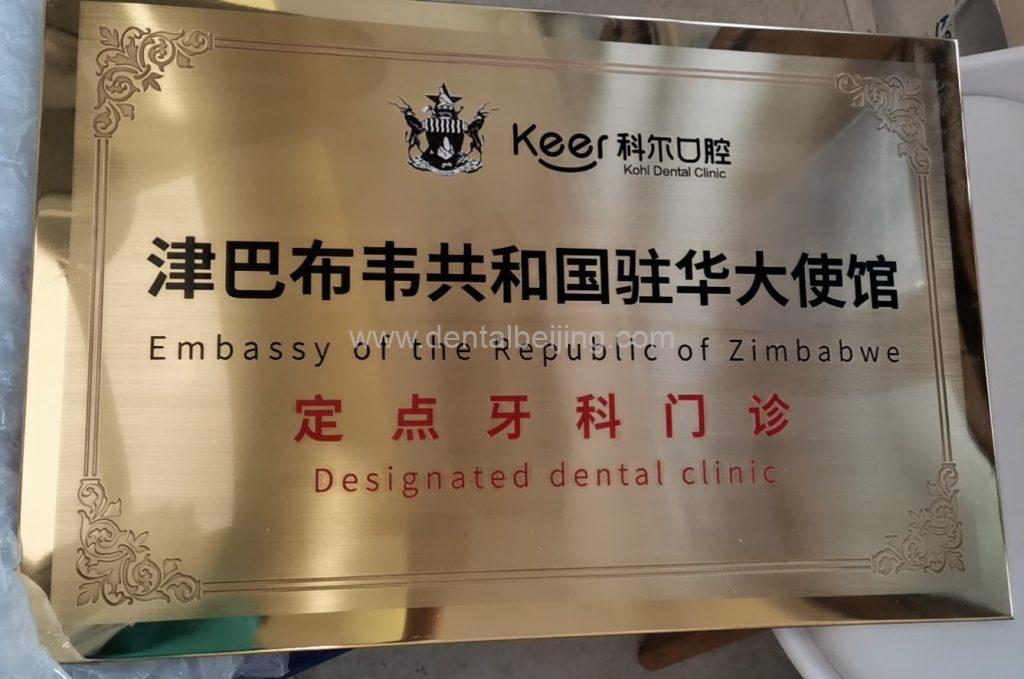 Keer 科尔口腔
Kohl Dental Clinic
津巴布韦共和国驻华大使馆
www.dentalbeijing.com
Embassy of the Republic of Zimbabwe
定点牙科门诊
Designated dental clinic